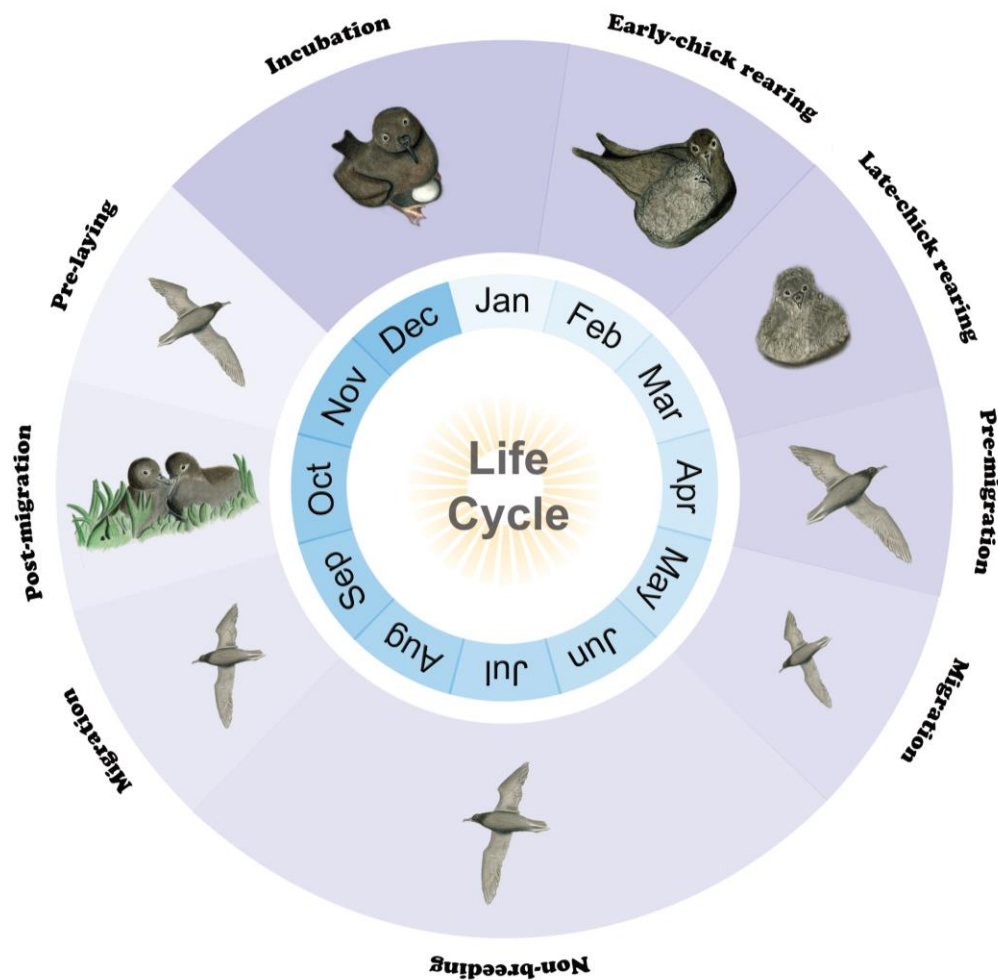 Incubation
Early-chick rearing
Late-chick rearing
Pre-migration
Migration
Non-breeding
Migration
Post-migration
Pre-laying
Jan
Feb
Mar
Apr
May
Jun
Jul
Aug
Sep
Oct
Nov
Dec
Life
Cycle